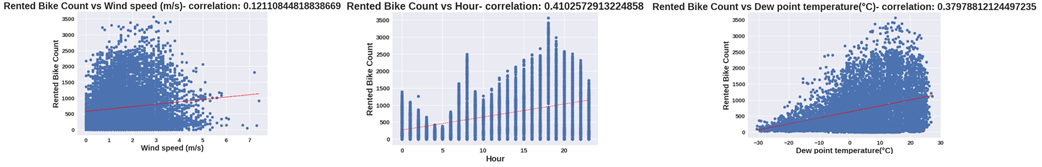 Rented Bike Count vs Wind speed (m/s)- correlation: 0.12110844818838669
Rented Bike Count
3500
3000
2500
2000
1500
1000
500
0
0 1 2 3 4 5 6 7
Wind speed (m/s)
Rented Bike Count vs Hour- correlation: 0.4102572913224858
Rented Bike Count
3500
3000
2500
2000
1500
1000
500
0
0 5 10 15 20
Hour
Rented Bike Count vs Dew point temperature(°C)- correlation: 0.37978812124497235
Rented Bike Count
3500
3000
2500
2000
1500
1000
500
0
−30 −20 −10 0 10 20 30
Dew point temperature(°C)